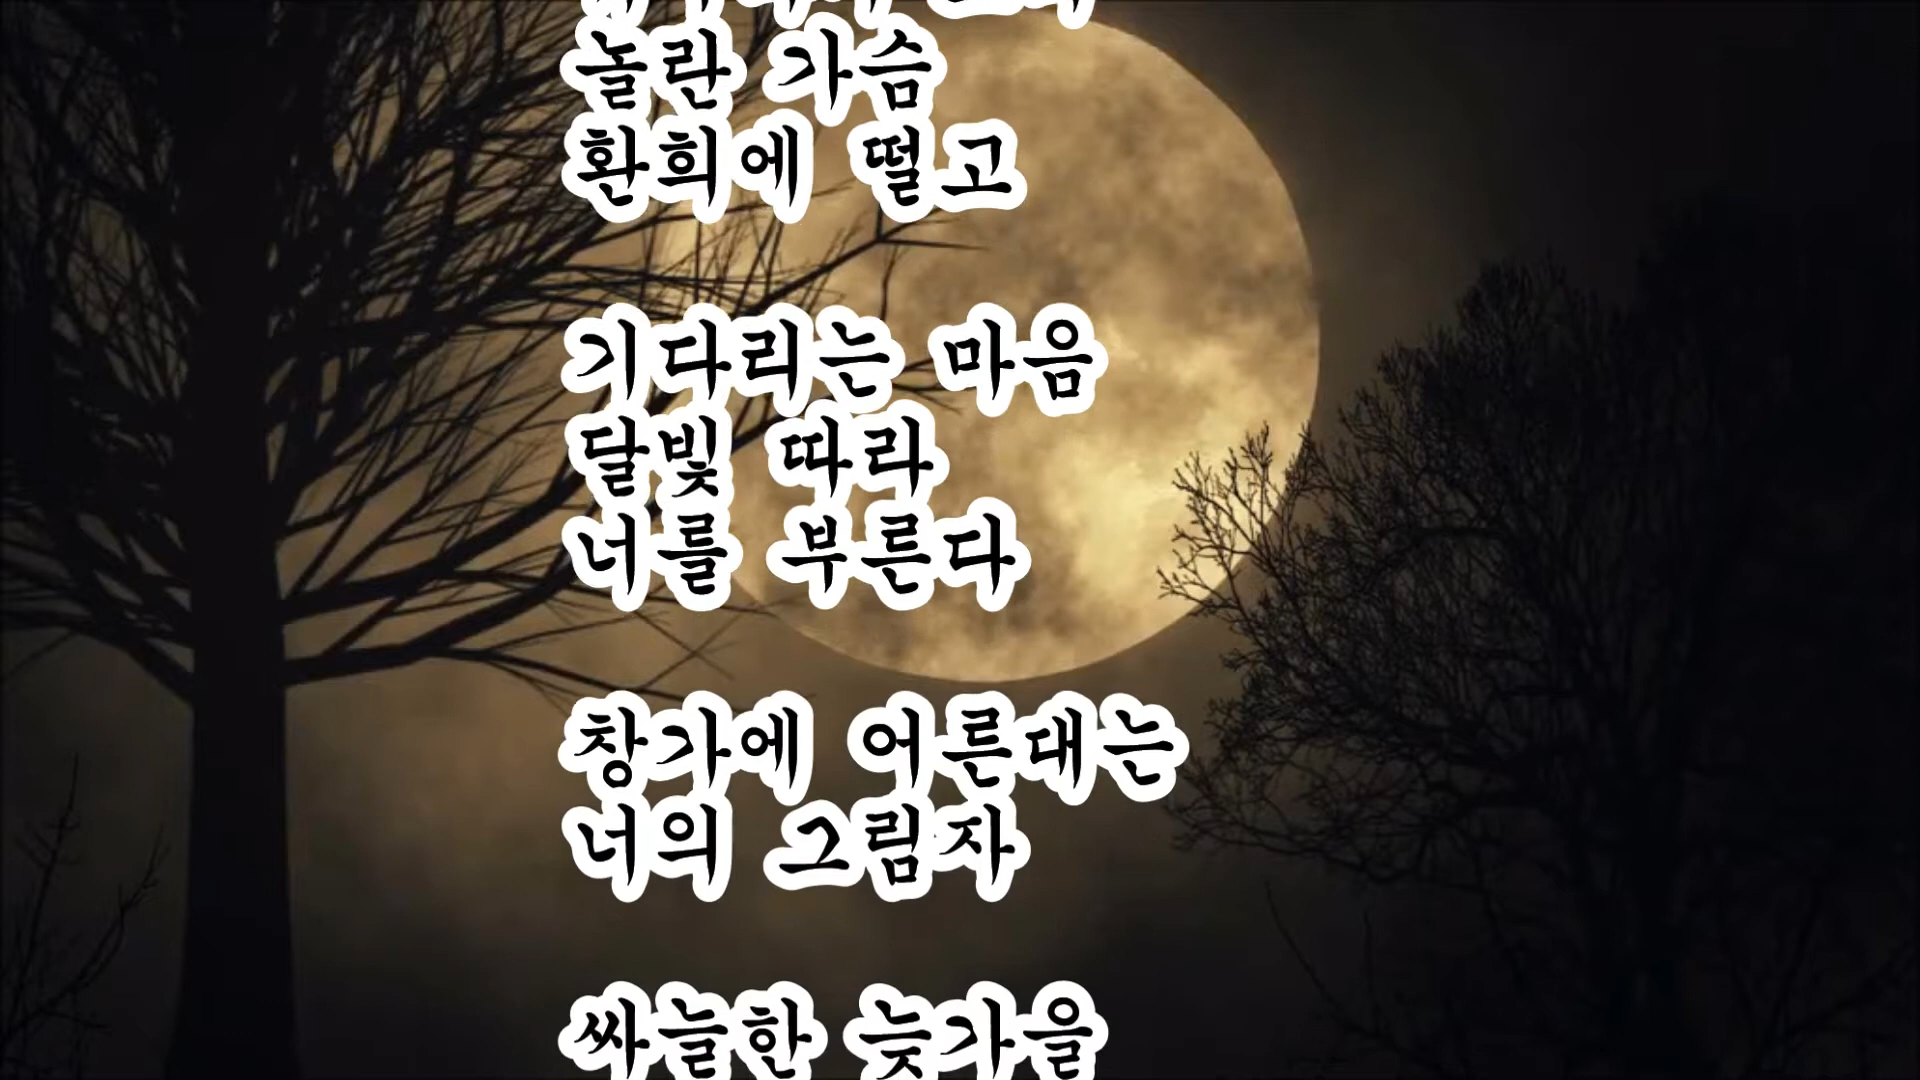 놀란 가슴
환희에 떨고
기다리는 마음
달빛 따라
너를 부른다
창가에 어른대는
너의 그림자
싸늘한 늦가을